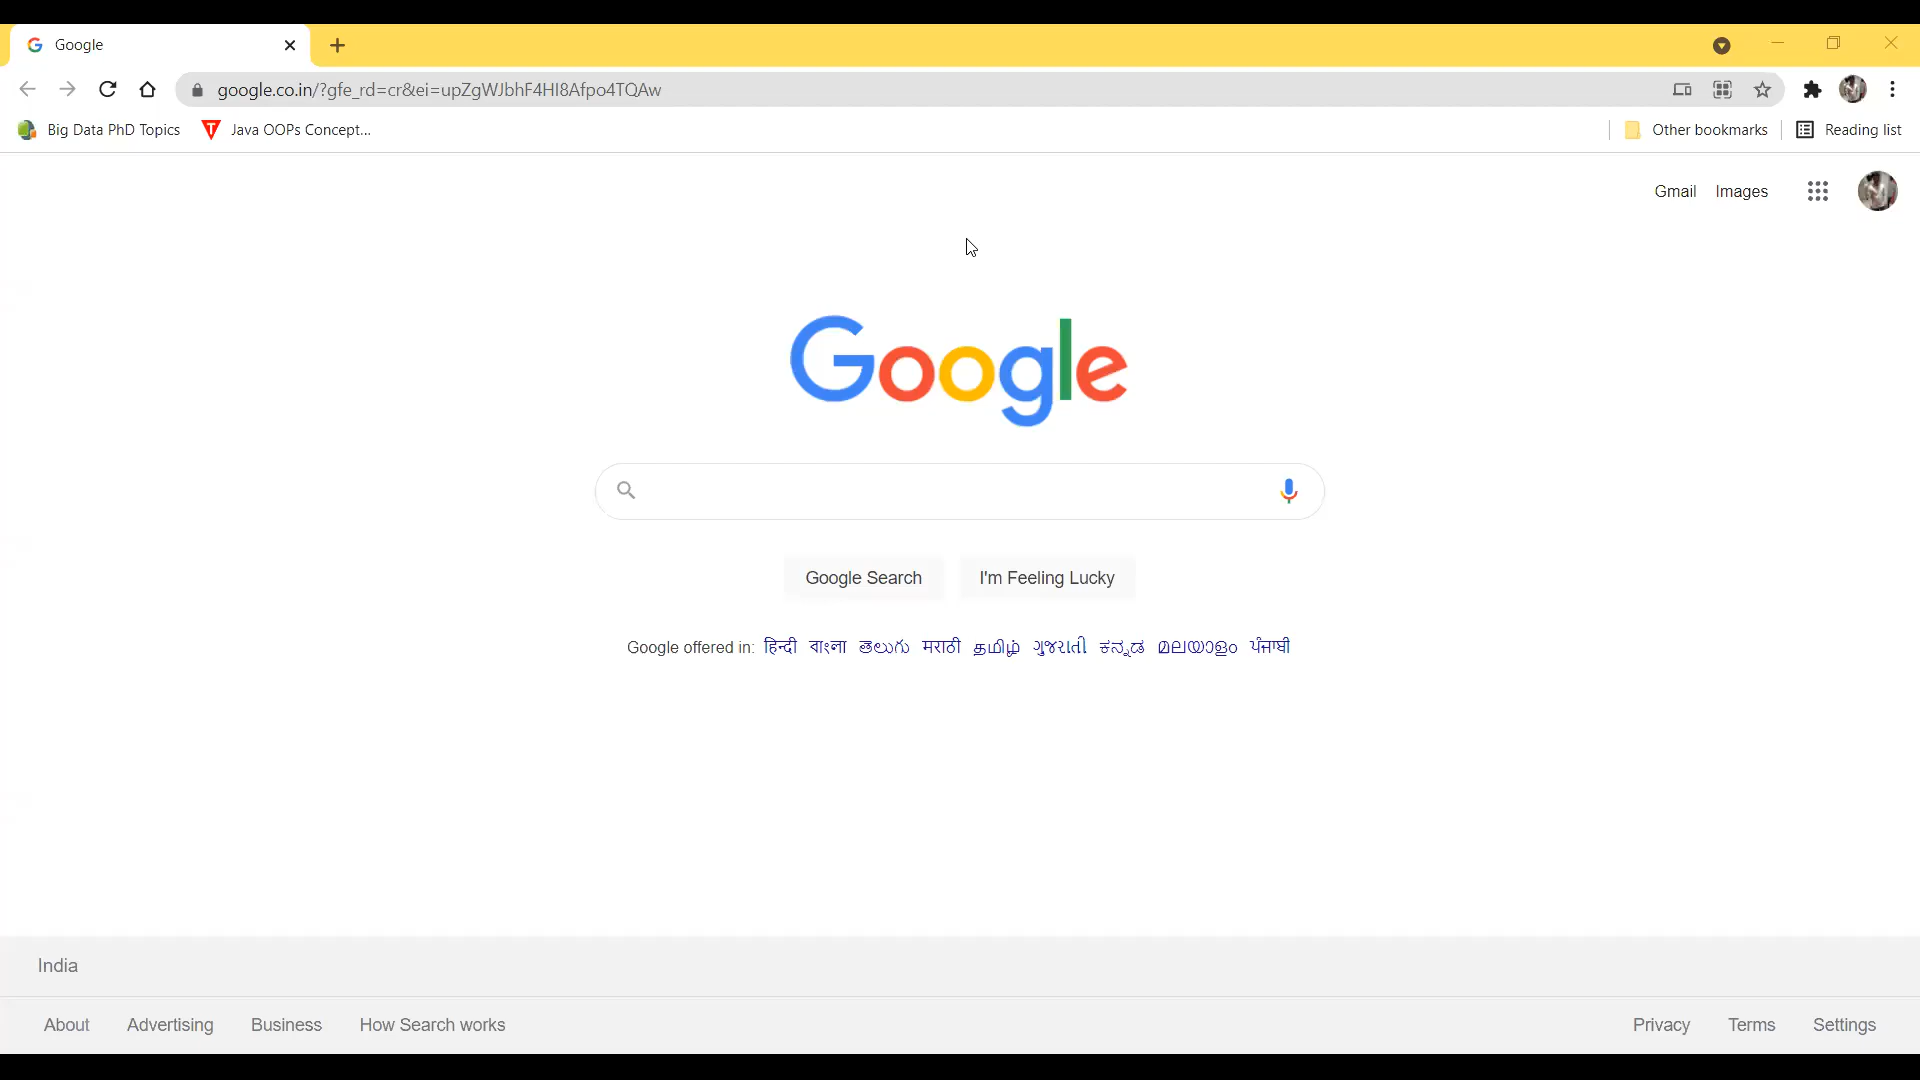 Google
google.co.in/?gfe_rd=cr&ei=upZgWJbhF4HI8Afpo4TQAw
Big Data PhD Topics Java OOPs Concept... Other bookmarks Reading list
Gmail Images
Google
Google Search I'm Feeling Lucky
Google offered in: हिन्दी বাংলা తెలుగు मराठी தமிழ் ગુજરાતી ಕನ್ನಡ മലയാളം ਪੰਜਾਬੀ
India
About Advertising Business How Search works Privacy Terms Settings